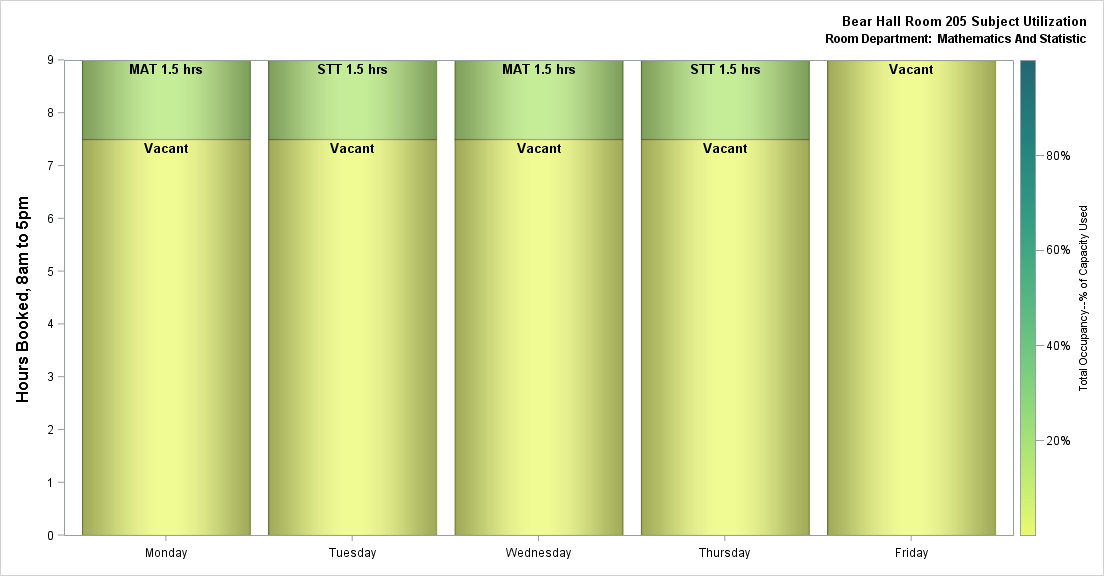 Bear Hall Room 205 Subject Utilization
Room Department: Mathematics And Statistic
Hours Booked, 8am to 5pm
9
8
7
6
5
4
3
2
1
0
MAT 1.5 hrs
Vacant
STT 1.5 hrs
Vacant
MAT 1.5 hrs
Vacant
STT 1.5 hrs
Vacant
Vacant
Monday
Tuesday
Wednesday
Thursday
Friday
80%
60%
40%
20%
Total Occupancy--% of Capacity Used